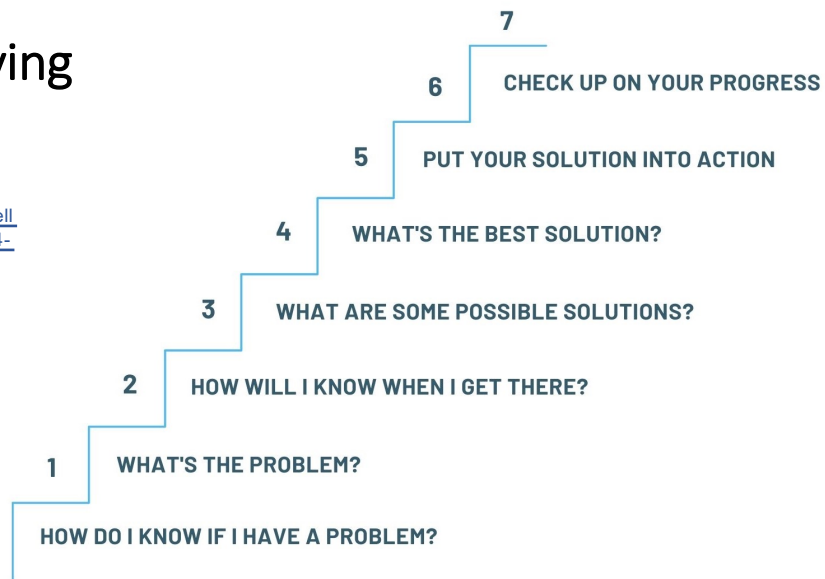 7
ving
6
CHECK UP ON YOUR PROGRESS
5
PUT YOUR SOLUTION INTO ACTION
ell
4
WHAT'S THE BEST SOLUTION?
3
WHAT ARE SOME POSSIBLE SOLUTIONS?
2
HOW WILL I KNOW WHEN I GET THERE?
1
WHAT'S THE PROBLEM?
HOW DO I KNOW IF I HAVE A PROBLEM?